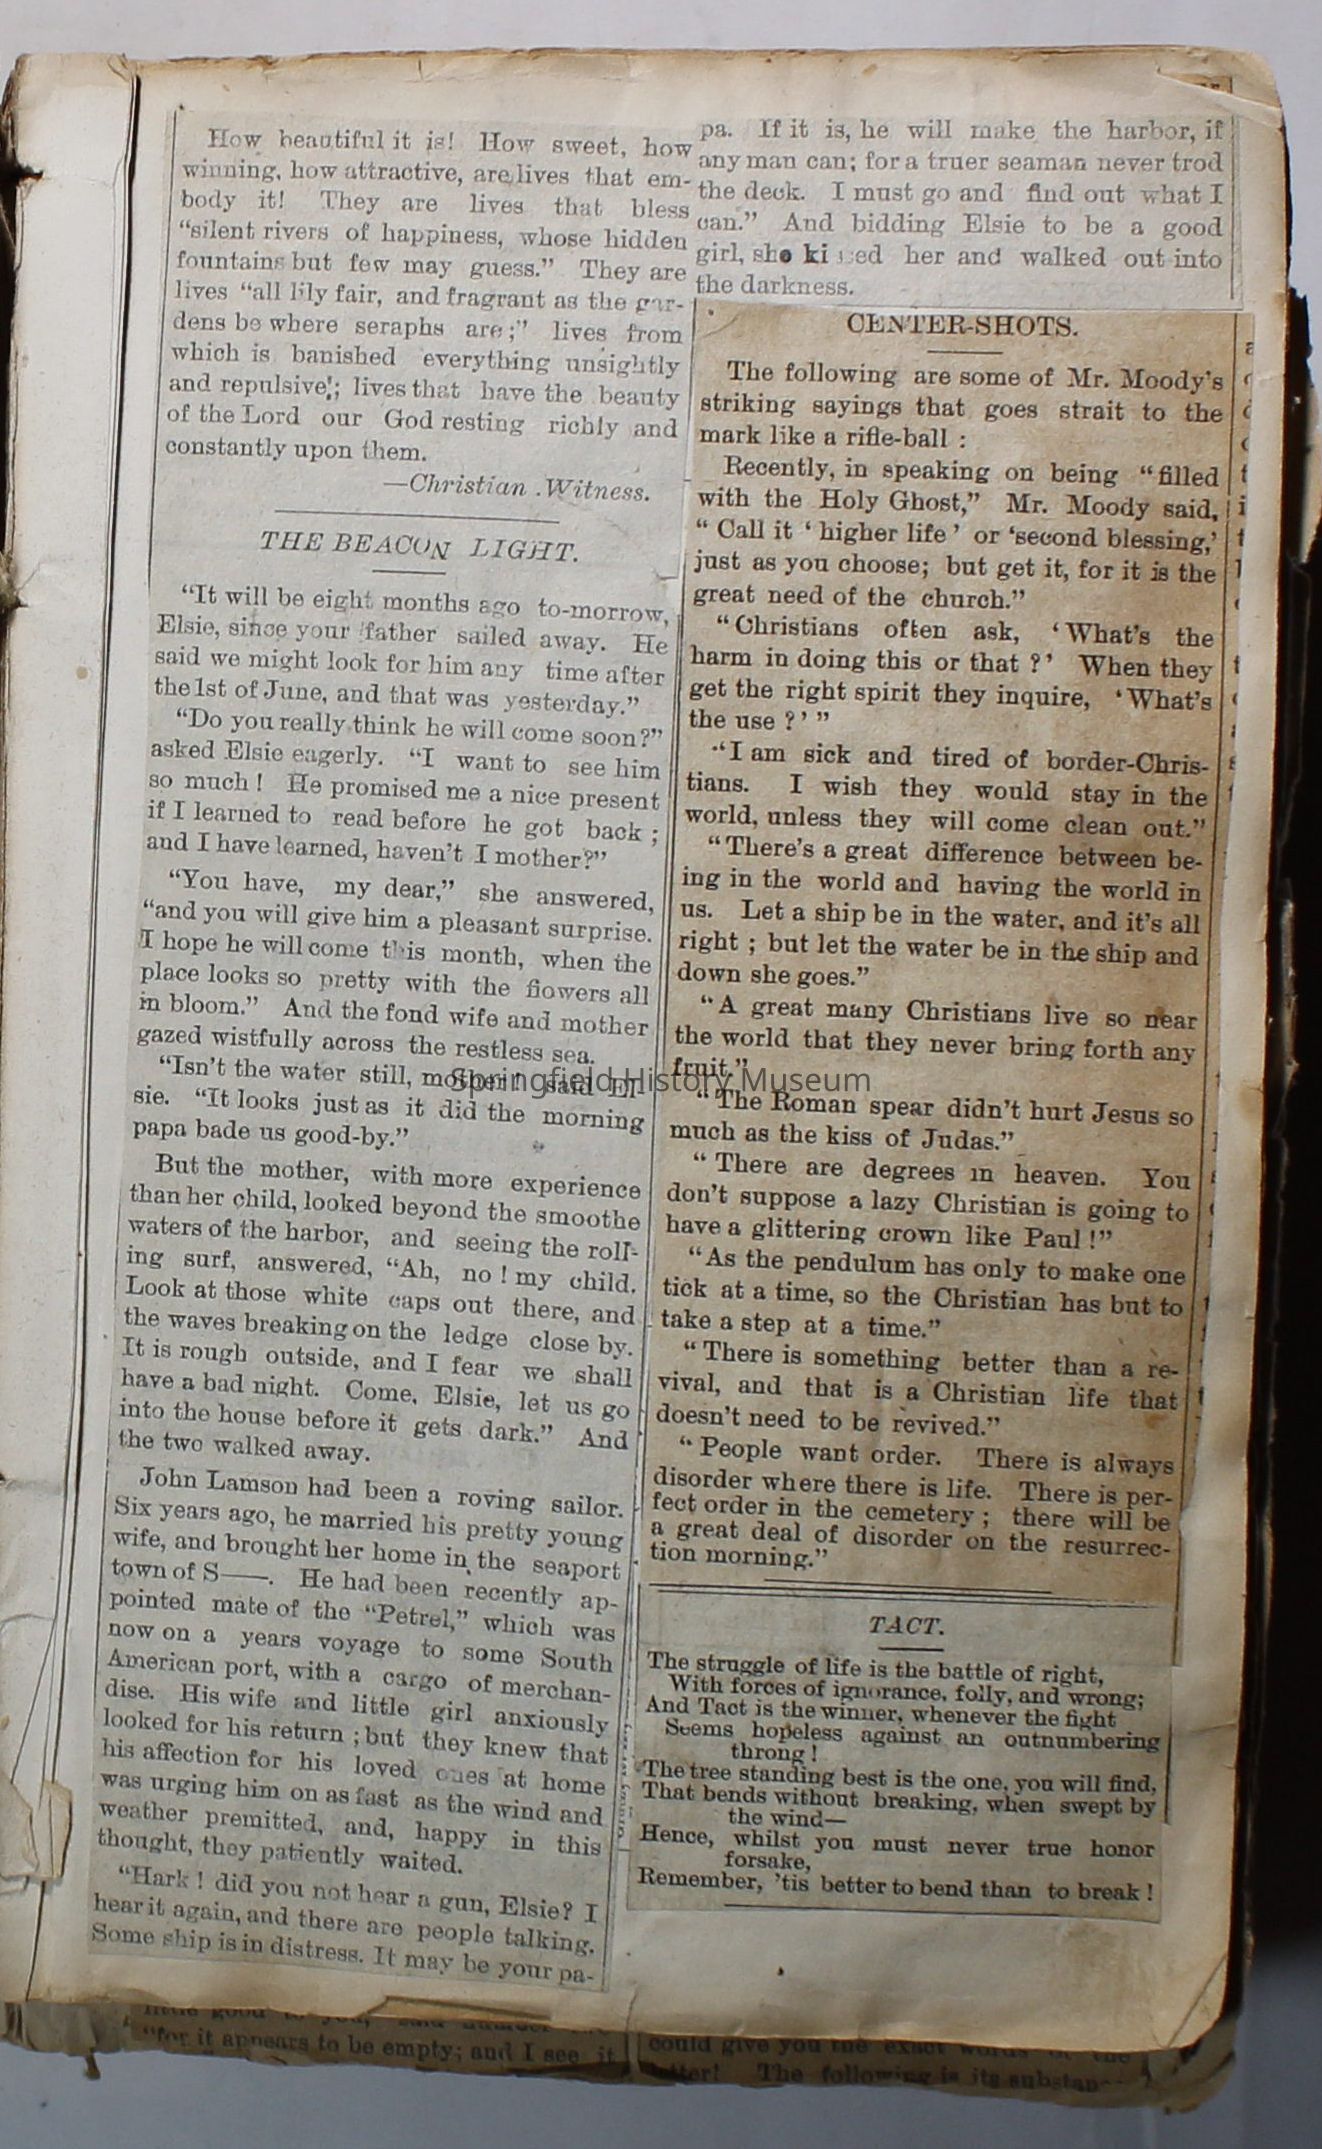 How beautiful it is! How sweet, how
winning, how attractive, are lives that em-
body it! They are lives that bless
“silent rivers of happiness, whose hidden
fountains but few may guess.” They are
lives “all lily fair, and fragrant as the gar-
dens be where seraphs are;” lives from
which is banished everything unsightly
and repulsive; lives that have the beauty
of the Lord our God resting richly and
constantly upon them.
—Christian Witness.
THE BEACON LIGHT.
“It will be eight months ago to-morrow,
Elsie, since your father sailed away. He
said we might look for him any time after
the 1st of June, and that was yesterday.”
“Do you really think he will come soon?”
asked Elsie eagerly. “I want to see him
so much! He promised me a nice present
if I learned to read before he got back;
and I have learned, haven't I mother?”
“You have, my dear,” she answered,
“and you will give him a pleasant surprise.
I hope he will come this month, when the
place looks so pretty with the flowers all
in bloom.” And the fond wife and mother
gazed wistfully across the restless sea.
“Isn't the water still, mother” said El-
sie. “It looks just as it did the morning
papa bade us good-by.”
But the mother, with more experience
than her child, looked beyond the smoothe
waters of the harbor, and seeing the roll-
ing surf, answered, “Ah, no! my child.
Look at those white caps out there, and
the waves breaking on the ledge close by.
It is rough outside, and I fear we shall
have a bad night. Come, Elsie, let us go
into the house before it gets dark.” And
the two walked away.
John Lamson had been a roving sailor.
Six years ago, he married his pretty young
wife, and brought her home in the seaport
town of S——. He had been recently ap-
pointed mate of the “Petrel,” which was
now on a years voyage to some South
American port, with a cargo of merchan-
dise. His wife and little girl anxiously
looked for his return; but they knew that
his affection for his loved ones at home
was urging him on as fast as the wind and
weather premitted, and, happy in this
thought, they patiently waited.
“Hark! did you not hear a gun, Elsie? I
hear it again, and there are people talking.
Some ship is in distress. It may be your pa-
pa. If it is, he will make the harbor, if
any man can; for a truer seaman never trod
the deck. I must go and find out what I
can.” And bidding Elsie to be a good
girl, she kissed her and walked out into
the darkness.
CENTER-SHOTS.
The following are some of Mr. Moody's
striking sayings that goes strait to the
mark like a rifle-ball :
Recently, in speaking on being “filled
with the Holy Ghost,” Mr. Moody said,
“ Call it ‘ higher life ’ or ‘second blessing,’
just as you choose; but get it, for it is the
great need of the church.”
“Christians often ask, ‘What's the
harm in doing this or that ?’ When they
get the right spirit they inquire, ‘What's
the use ?’ ”
“I am sick and tired of border-Chris-
tians. I wish they would stay in the
world, unless they will come clean out.”
“There's a great difference between be-
ing in the world and having the world in
us. Let a ship be in the water, and it's all
right ; but let the water be in the ship and
down she goes.”
“A great many Christians live so near
the world that they never bring forth any
fruit.”
“The Roman spear didn't hurt Jesus so
much as the kiss of Judas.”
“ There are degrees in heaven. You
don't suppose a lazy Christian is going to
have a glittering crown like Paul!”
“As the pendulum has only to make one
tick at a time, so the Christian has but to
take a step at a time.”
“ There is something better than a re-
vival, and that is a Christian life that
doesn't need to be revived.”
“ People want order. There is always
disorder where there is life. There is per-
fect order in the cemetery ; there will be
a great deal of disorder on the resurrec-
tion morning.”
TACT.
The struggle of life is the battle of right,
With forces of ignorance, folly, and wrong;
And Tact is the winner, whenever the fight
Seems hopeless against an outnumbering
throng!
The tree standing best is the one, you will find,
That bends without breaking, when swept by
the wind—
Hence, whilst you must never true honor
forsake,
Remember, 'tis better to bend than to break!
Springfield History Museum
“for it appears to be empty; and I see it
could give you the exact words of the
The following is its